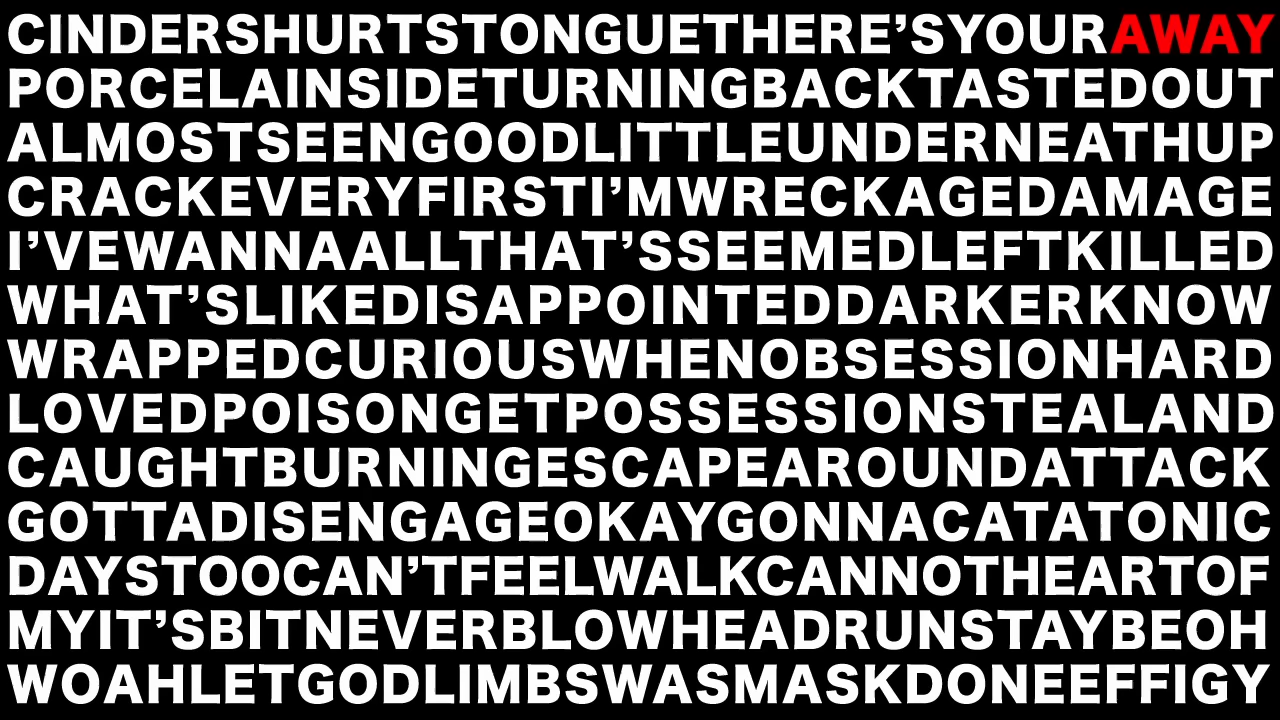 CINDERSHURTSTONGUETHERE’SYOURAWAY
PORCELAINSIDETURNINGBACKTASTEDOUT
ALMOSTSEENGOODLITTLEUNDERNEATHUP
CRACKEVERYFIRSTI’MWRECKAGEDAMAGE
I’VEWANNAALLTHAT’SSEEMEDLEFTKILLED
WHAT’SLIKEDISAPPOINTEDDARKERKNOW
WRAPPEDCURIOUSWHENOBSESSIONHARD
LOVEDPOISONGETPOSSESSIONSTEALAND
CAUGHTBURNINGESCAPEAROUNDATTACK
GOTTADISENGAGEOKAYGONNACATATONIC
DAYSTOOCAN’TFEELWALKCANNOTHEARTOF
MYIT’SBITNEVERBLOWHEADRUNSTAYBEOH
WOAHLETGODLIMBSWASMASKDONEEFFIGY